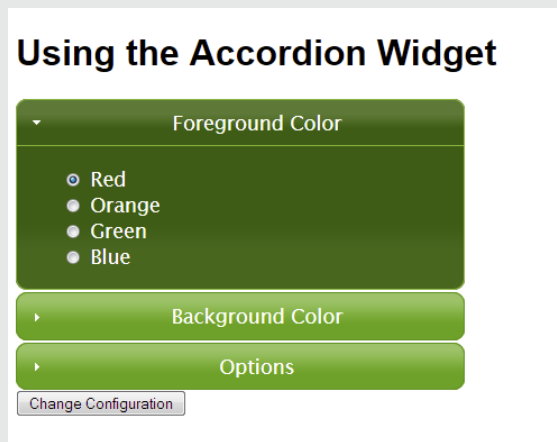 Using the Accordion Widget
Foreground Color
Red
Orange
Green
Blue
Background Color
Options
Change Configuration